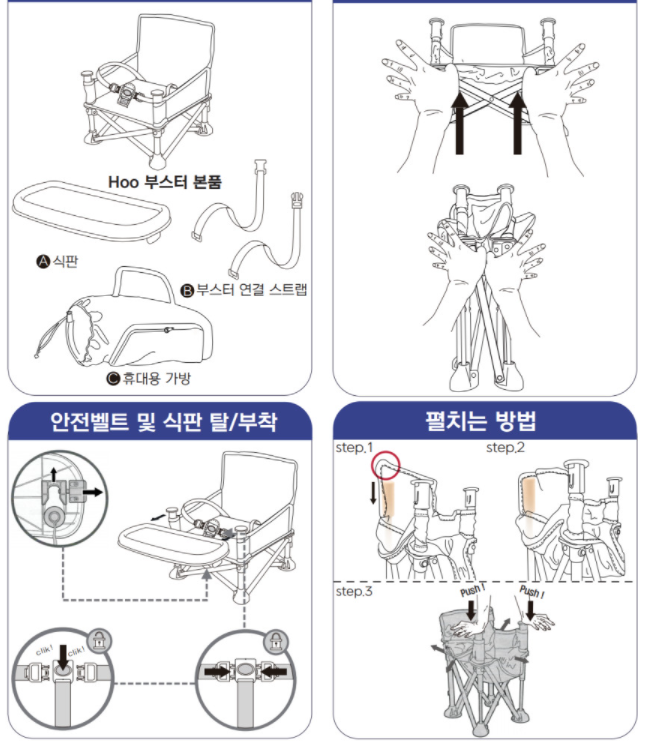 Hoo 부스터 본품
A 식판
B 부스터 연결 스트랩
C 휴대용 가방
안전벨트 및 식판 탈/부착
clik!
clik!
펼치는 방법
step.1
step.2
step.3
Push !
Push !